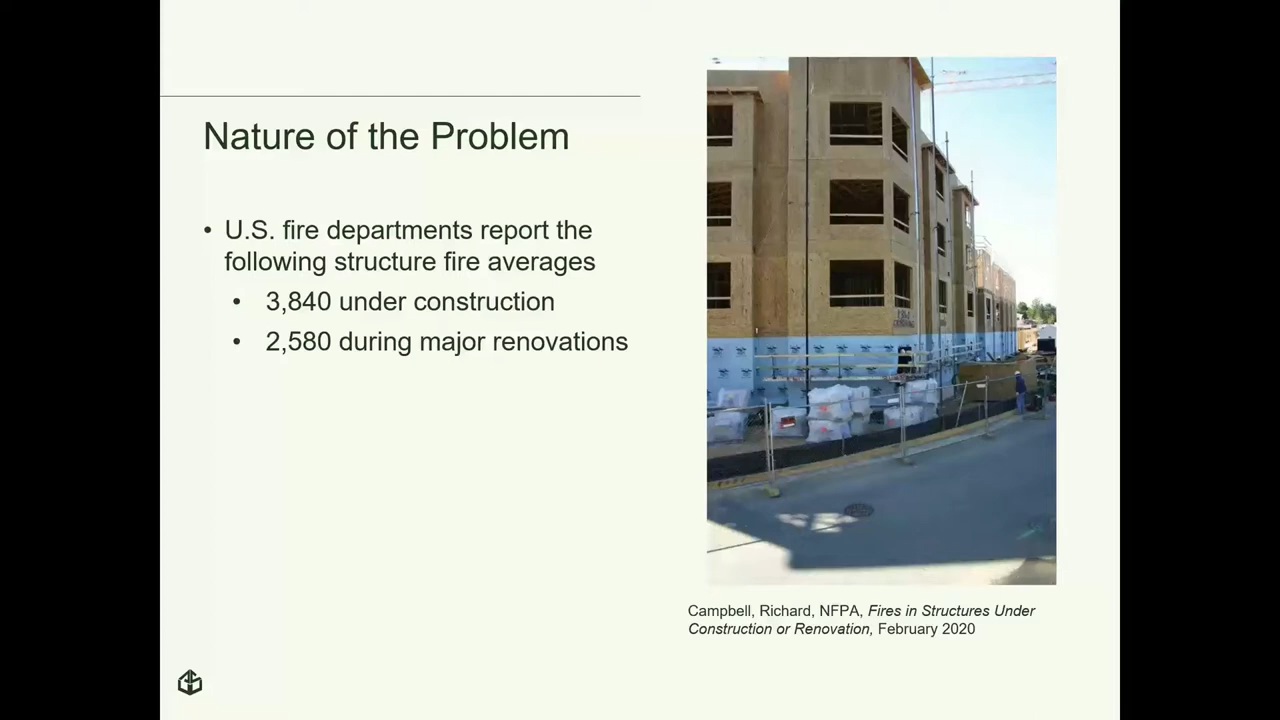 Nature of the Problem
• U.S. fire departments report the
following structure fire averages
• 3,840 under construction
• 2,580 during major renovations
Campbell, Richard, NFPA, Fires in Structures Under
Construction or Renovation, February 2020